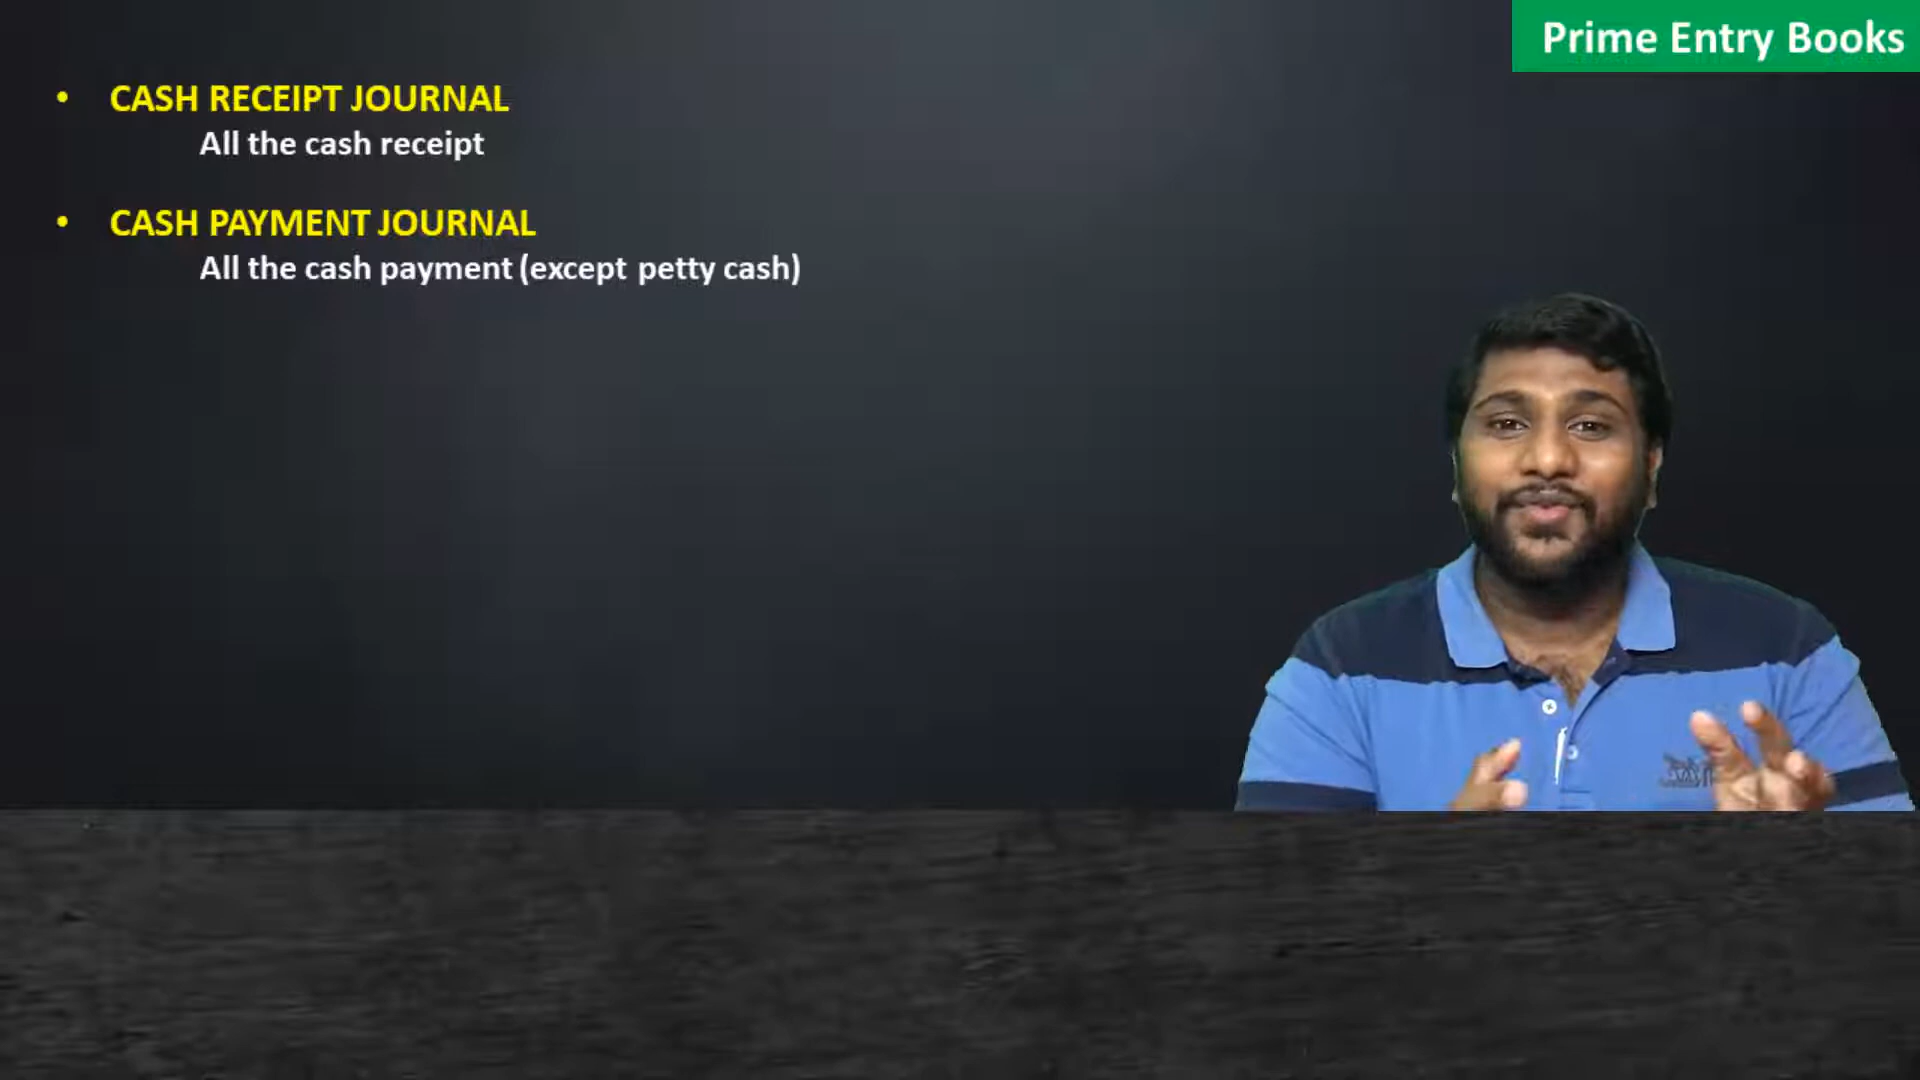 Prime Entry Books
• CASH RECEIPT JOURNAL
All the cash receipt
• CASH PAYMENT JOURNAL
All the cash payment (except petty cash)